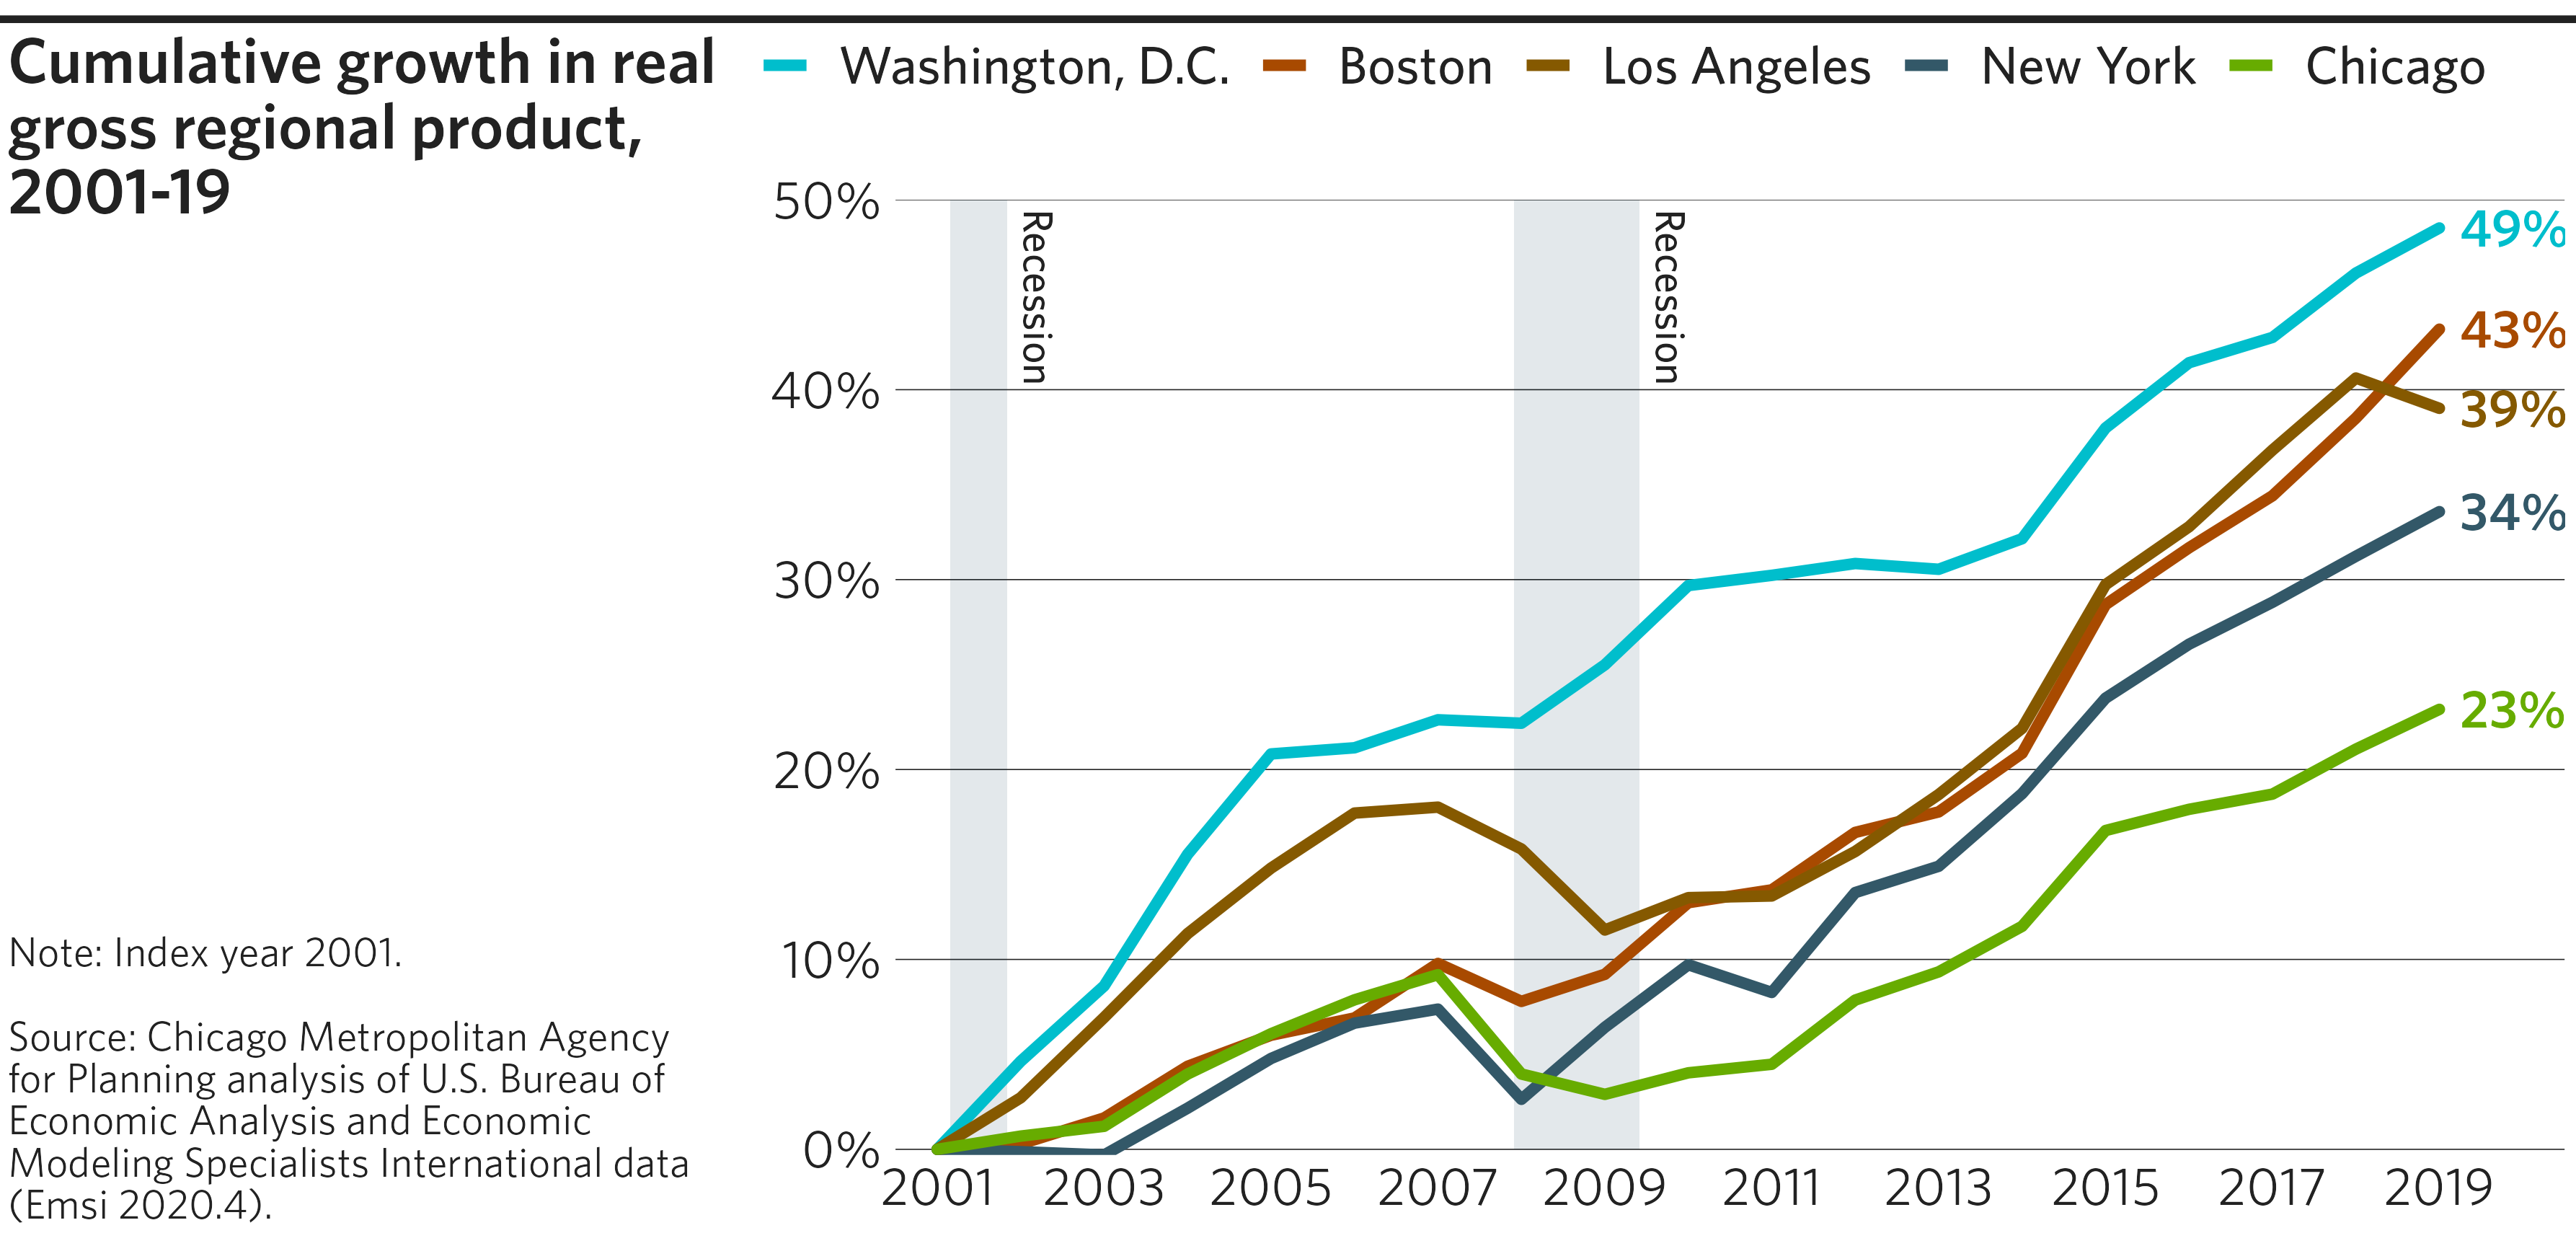 Cumulative growth in real
gross regional product,
2001-19
Washington, D.C. Boston Los Angeles New York Chicago
50%
40%
30%
20%
10%
0%
Recession
Recession
49%
43%
39%
34%
23%
2001 2003 2005 2007 2009 2011 2013 2015 2017 2019
Note: Index year 2001.
Source: Chicago Metropolitan Agency
for Planning analysis of U.S. Bureau of
Economic Analysis and Economic
Modeling Specialists International data
(Emsi 2020.4).